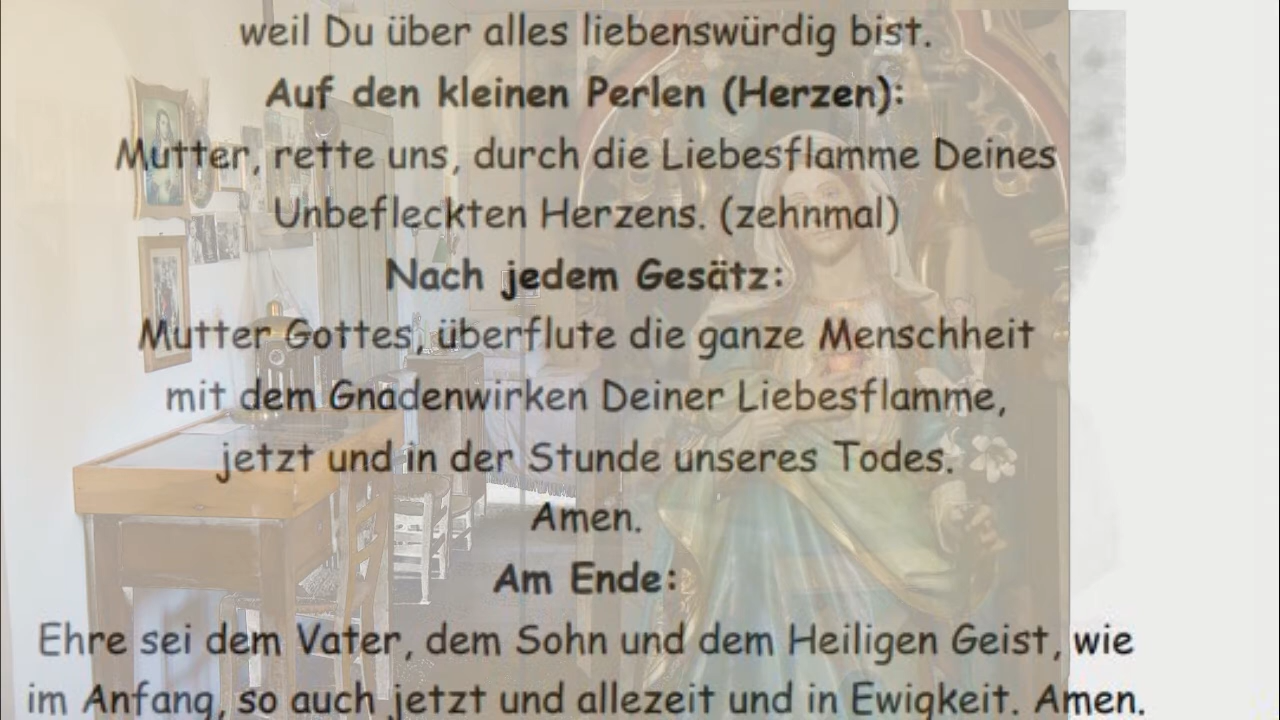 weil Du über alles liebenswürdig bist.
Auf den kleinen Perlen (Herzen):
Mutter, rette uns, durch die Liebesflamme Deines
Unbefleckten Herzens. (zehnmal)
Nach jedem Gesätz:
Mutter Gottes, überflute die ganze Menschheit
mit dem Gnadenwirken Deiner Liebesflamme,
jetzt und in der Stunde unseres Todes.
Amen.
Am Ende:
Ehre sei dem Vater, dem Sohn und dem Heiligen Geist, wie
im Anfang, so auch jetzt und allezeit und in Ewigkeit. Amen.